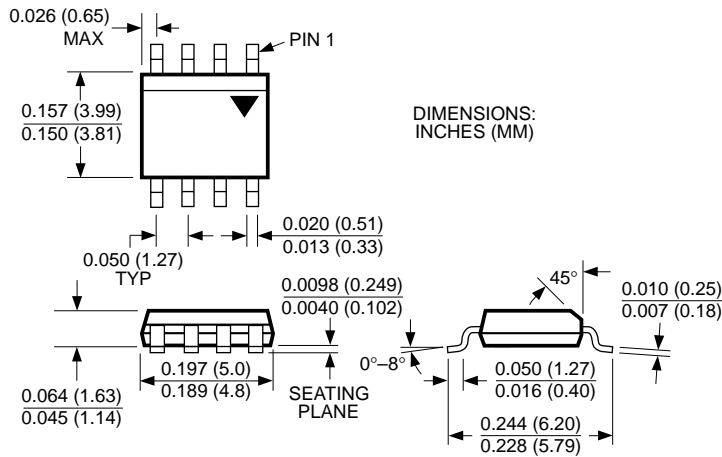 0.026 (0.65)
MAX
PIN 1
0.157 (3.99)
0.150 (3.81)
DIMENSIONS:
INCHES (MM)
0.050 (1.27)
TYP
0.020 (0.51)
0.013 (0.33)
0.0098 (0.249)
0.0040 (0.102)
0.064 (1.63)
0.045 (1.14)
0.197 (5.0)
0.189 (4.8)
SEATING
PLANE
45°
0.010 (0.25)
0.007 (0.18)
0°–8°
0.050 (1.27)
0.016 (0.40)
0.244 (6.20)
0.228 (5.79)